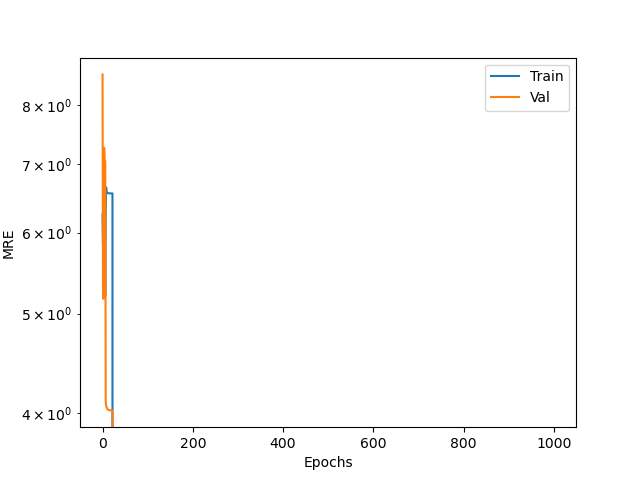 Train
Val
8 × 10⁰
7 × 10⁰
6 × 10⁰
5 × 10⁰
4 × 10⁰
MRE
0 200 400 600 800 1000
Epochs